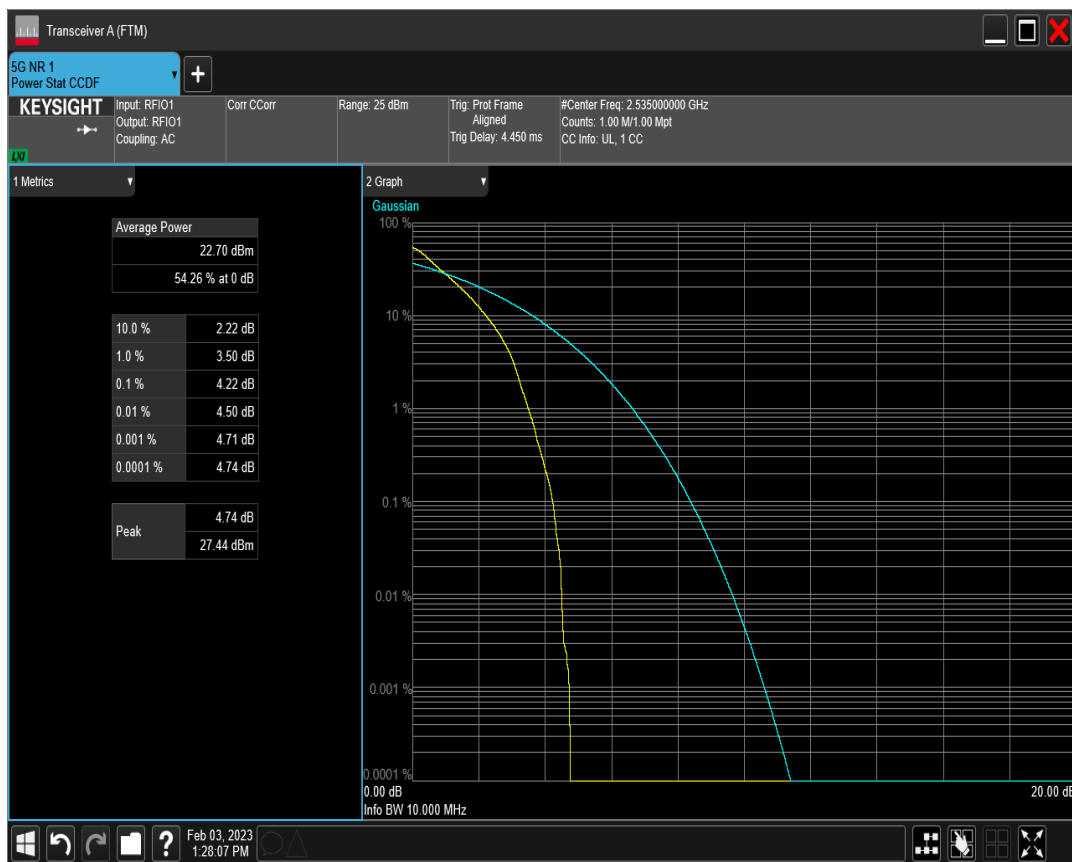 Transceiver A (FTM)
5G NR 1
Power Stat CCDF
+
KEYSIGHT
LXI
Input: RFIO1
Output: RFIO1
Coupling: AC
Corr CCorr
Range: 25 dBm
Trig: Prot Frame
Aligned
Trig Delay: 4.450 ms
#Center Freq: 2.535000000 GHz
Counts: 1.00 M/1.00 Mpt
CC Info: UL, 1 CC
1 Metrics
Average Power
22.70 dBm
54.26 % at 0 dB
10.0 % 2.22 dB
1.0 % 3.50 dB
0.1 % 4.22 dB
0.01 % 4.50 dB
0.001 % 4.71 dB
0.0001 % 4.74 dB
Peak 4.74 dB
27.44 dBm
2 Graph
Gaussian
100 %
10 %
1 %
0.1 %
0.01 %
0.001 %
0.0001 %
0.00 dB 20.00 dB
Info BW 10.000 MHz
?
Feb 03, 2023
1:28:07 PM